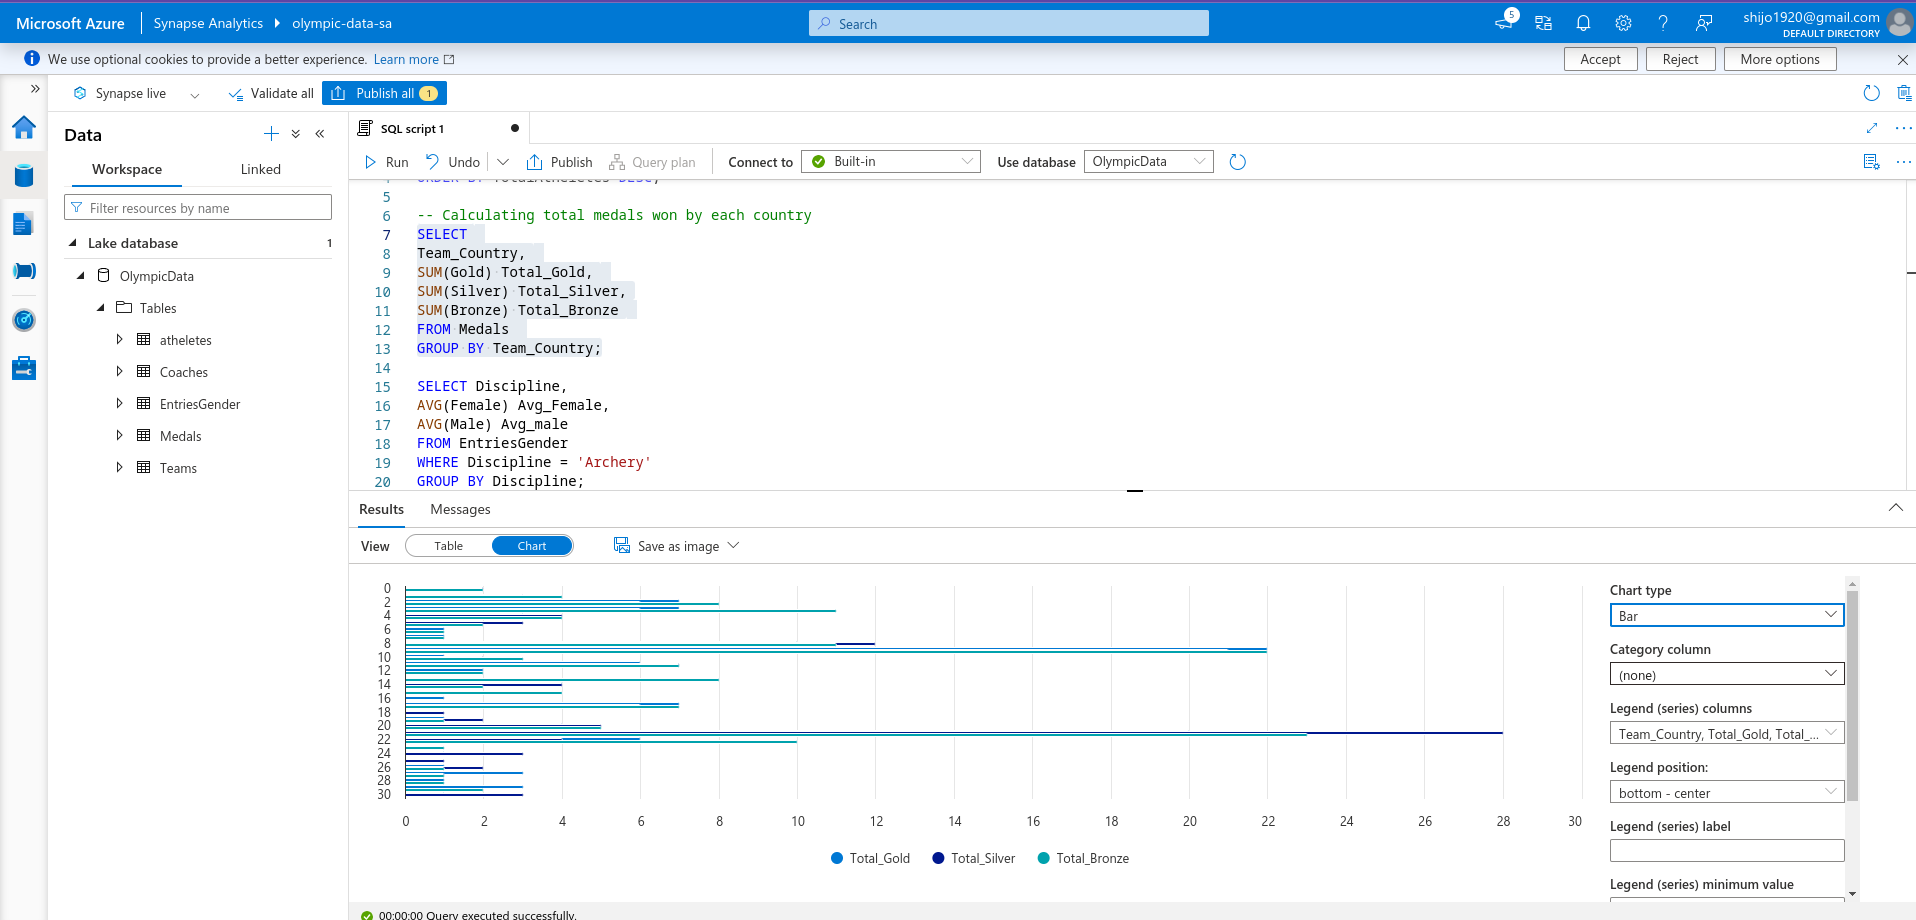 Microsoft Azure Synapse Analytics olympic-data-sa Search 5 shijo1920@gmail.com
DEFAULT DIRECTORY
We use optional cookies to provide a better experience. Learn more Accept Reject More options
Synapse live Validate all Publish all 1
Data
Workspace Linked
Filter resources by name
Lake database 1
OlympicData
Tables
atheletes
Coaches
EntriesGender
Medals
Teams
SQL script 1
Run Undo Publish Query plan Connect to Built-in Use database OlympicData
4 ORDER BY TotalAtheletes DESC;
5
6 -- Calculating total medals won by each country
7 SELECT
8 Team_Country,
9 SUM(Gold) Total_Gold,
10 SUM(Silver) Total_Silver,
11 SUM(Bronze) Total_Bronze
12 FROM Medals
13 GROUP BY Team_Country;
14
15 SELECT Discipline,
16 AVG(Female) Avg_Female,
17 AVG(Male) Avg_male
18 FROM EntriesGender
19 WHERE Discipline = 'Archery'
20 GROUP BY Discipline;
Results Messages
View Table Chart Save as image
0
2
4
6
8
10
12
14
16
18
20
22
24
26
28
30
0 2 4 6 8 10 12 14 16 18 20 22 24 26 28 30
Total_Gold Total_Silver Total_Bronze
Chart type
Bar
Category column
(none)
Legend (series) columns
Team_Country, Total_Gold, Total_...
Legend position:
bottom - center
Legend (series) label
Legend (series) minimum value
00:00:00 Query executed successfully.